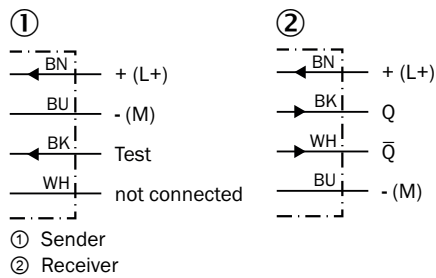 ① ②
BN + (L+)
BU - (M)
BK Test
WH not connected
BN + (L+)
BK Q
WH Q̅
BU - (M)
① Sender
② Receiver